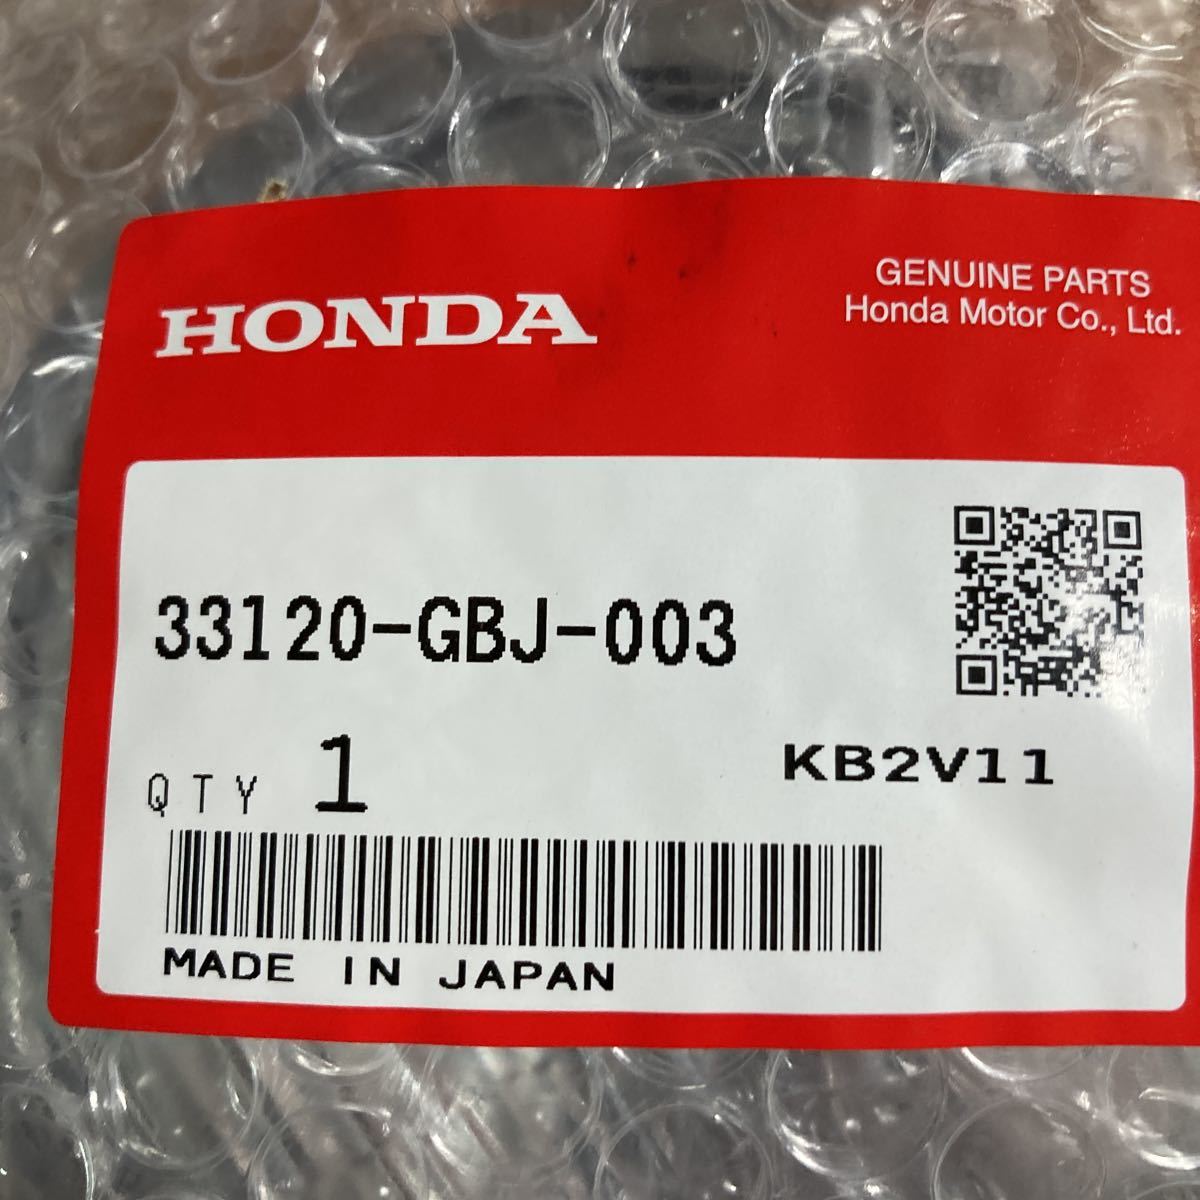 HONDA
GENUINE PARTS
Honda Motor Co., Ltd.
33120-GBJ-003
QTY 1
KB2V11
MADE IN JAPAN